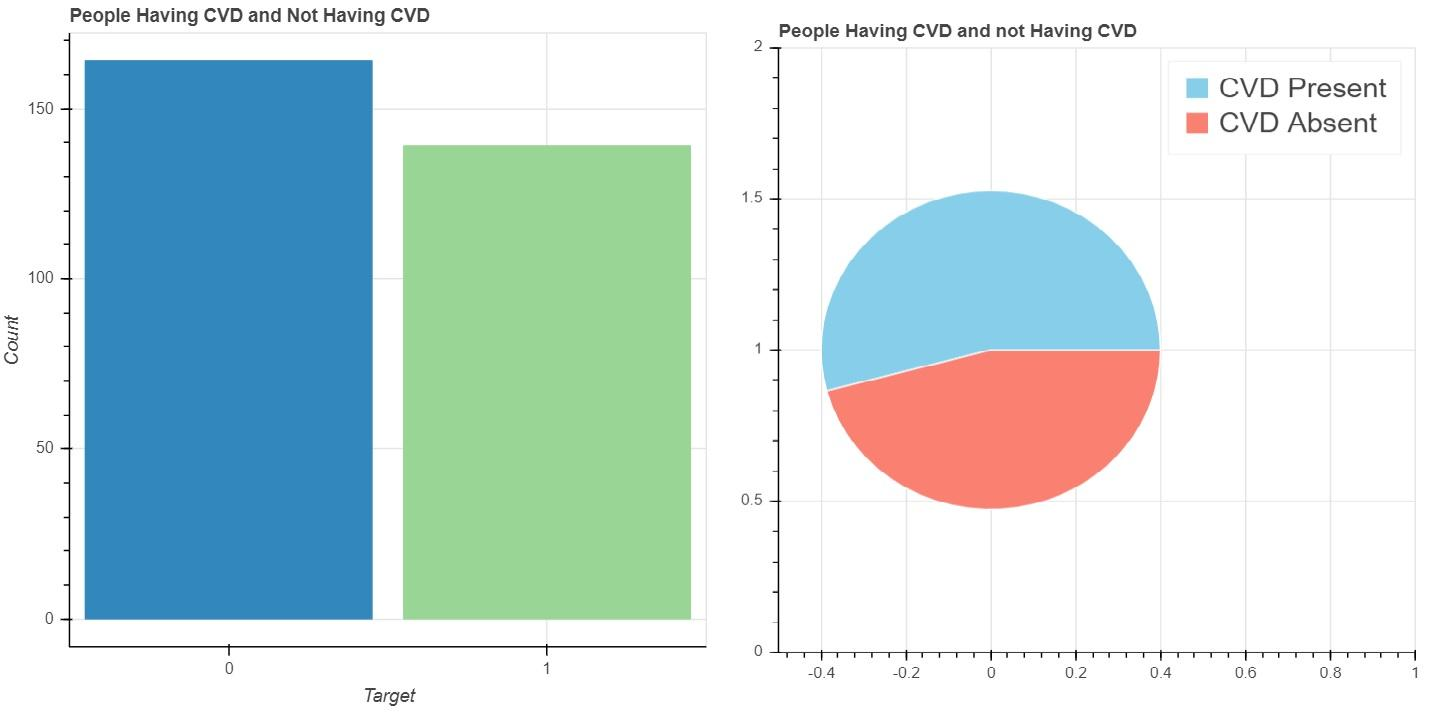 People Having CVD and Not Having CVD
150
100
50
0
Count
0 1
Target
People Having CVD and not Having CVD
CVD Present
CVD Absent
2
1.5
1
0.5
0
-0.4 -0.2 0 0.2 0.4 0.6 0.8 1